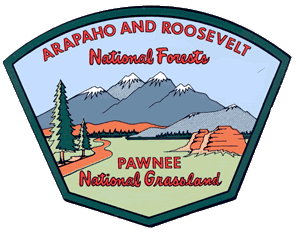 ARAPAHO AND ROOSEVELT
National Forests
PAWNEE
National Grassland